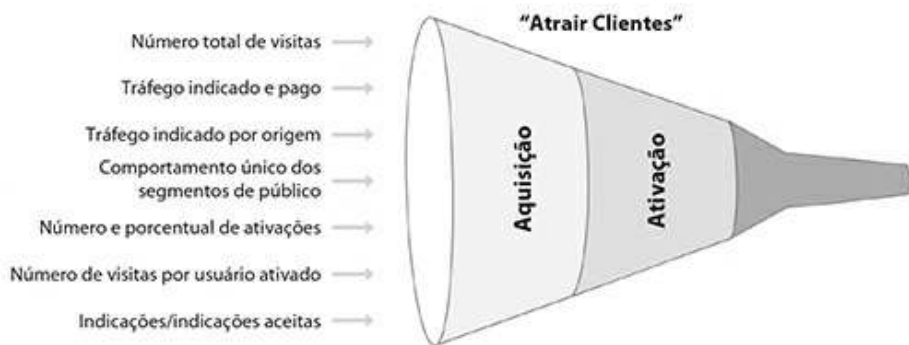 “Atrair Clientes”
Número total de visitas
Tráfego indicado e pago
Tráfego indicado por origem
Comportamento único dos
segmentos de público
Número e porcentual de ativações
Número de visitas por usuário ativado
Indicações/indicações aceitas
Aquisição
Ativação